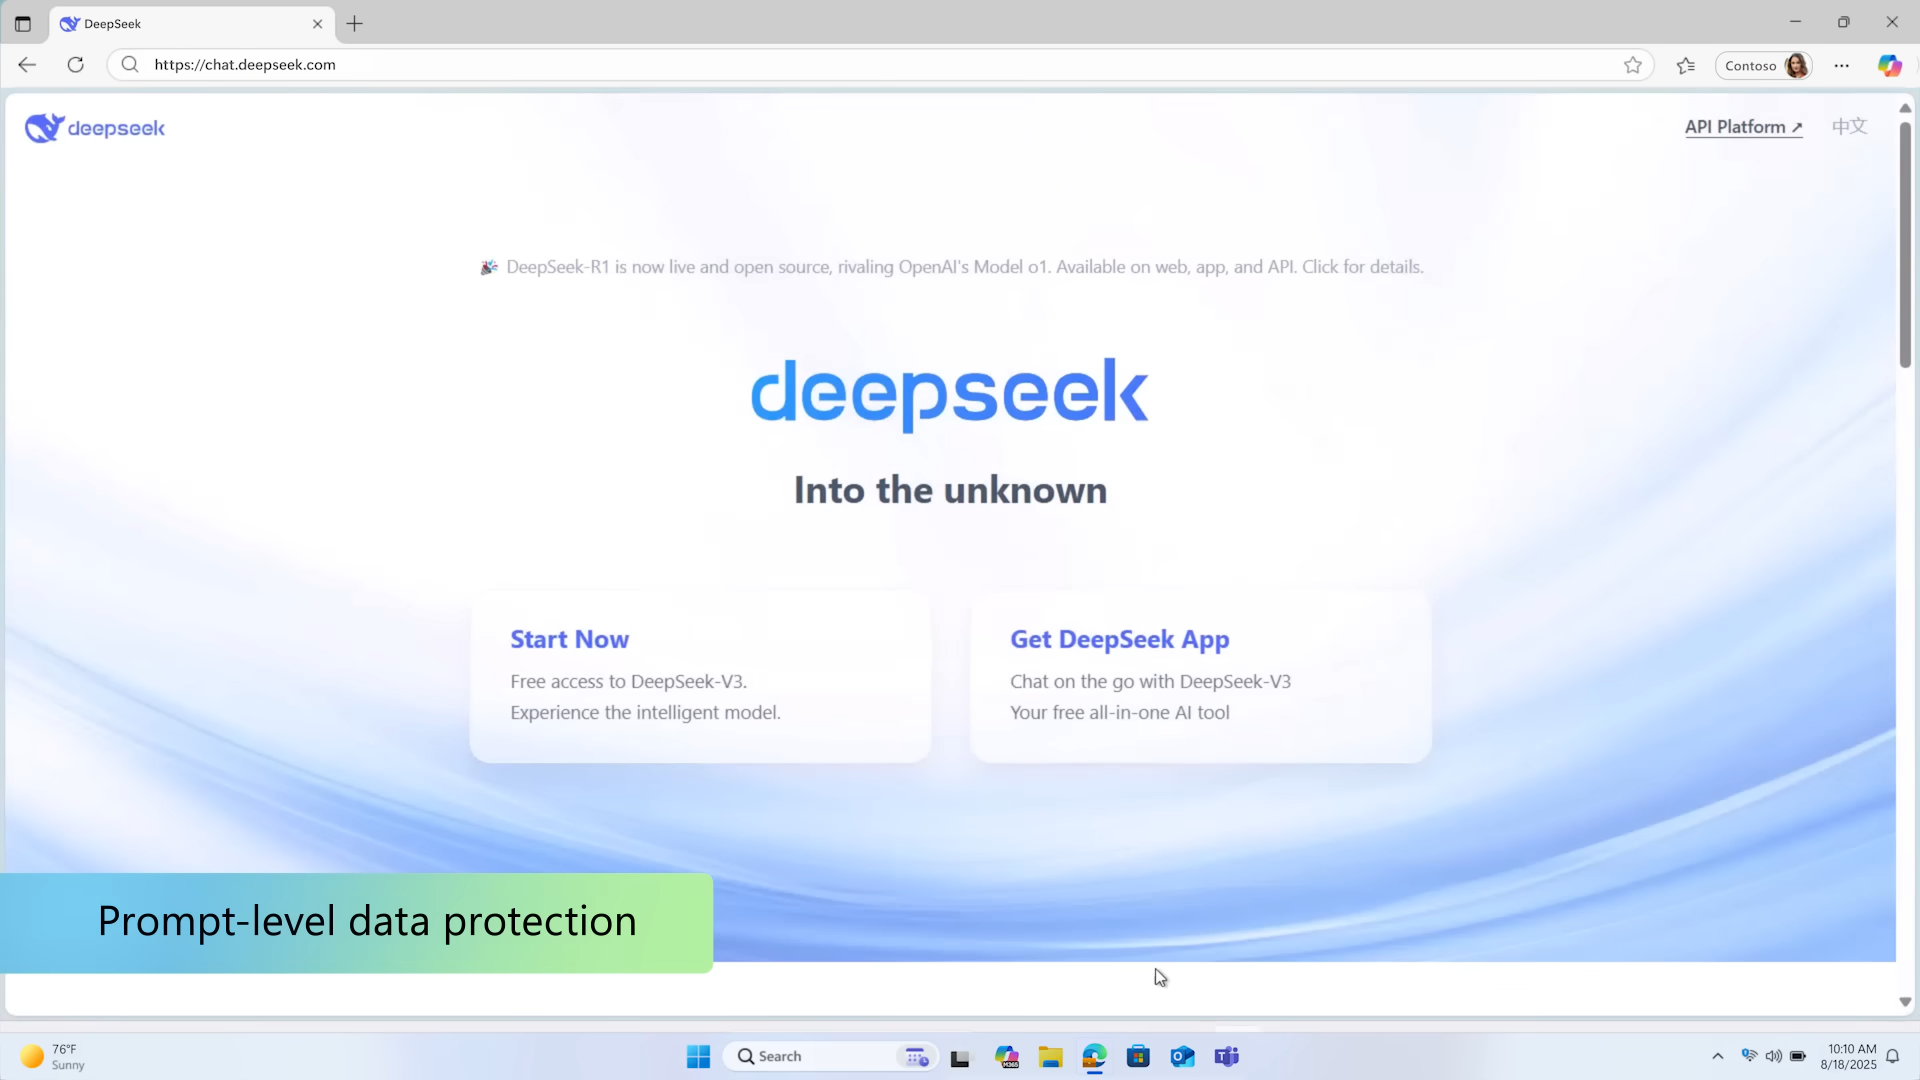 DeepSeek
https://chat.deepseek.com
Contoso
deepseek
API Platform ↗
中文
🎉 DeepSeek-R1 is now live and open source, rivaling OpenAI's Model o1. Available on web, app, and API. Click for details.
deepseek
Into the unknown
Start Now
Free access to DeepSeek-V3.
Experience the intelligent model.
Get DeepSeek App
Chat on the go with DeepSeek-V3
Your free all-in-one AI tool
Prompt-level data protection
76°F
Sunny
Search
M365
10:10 AM
8/18/2025